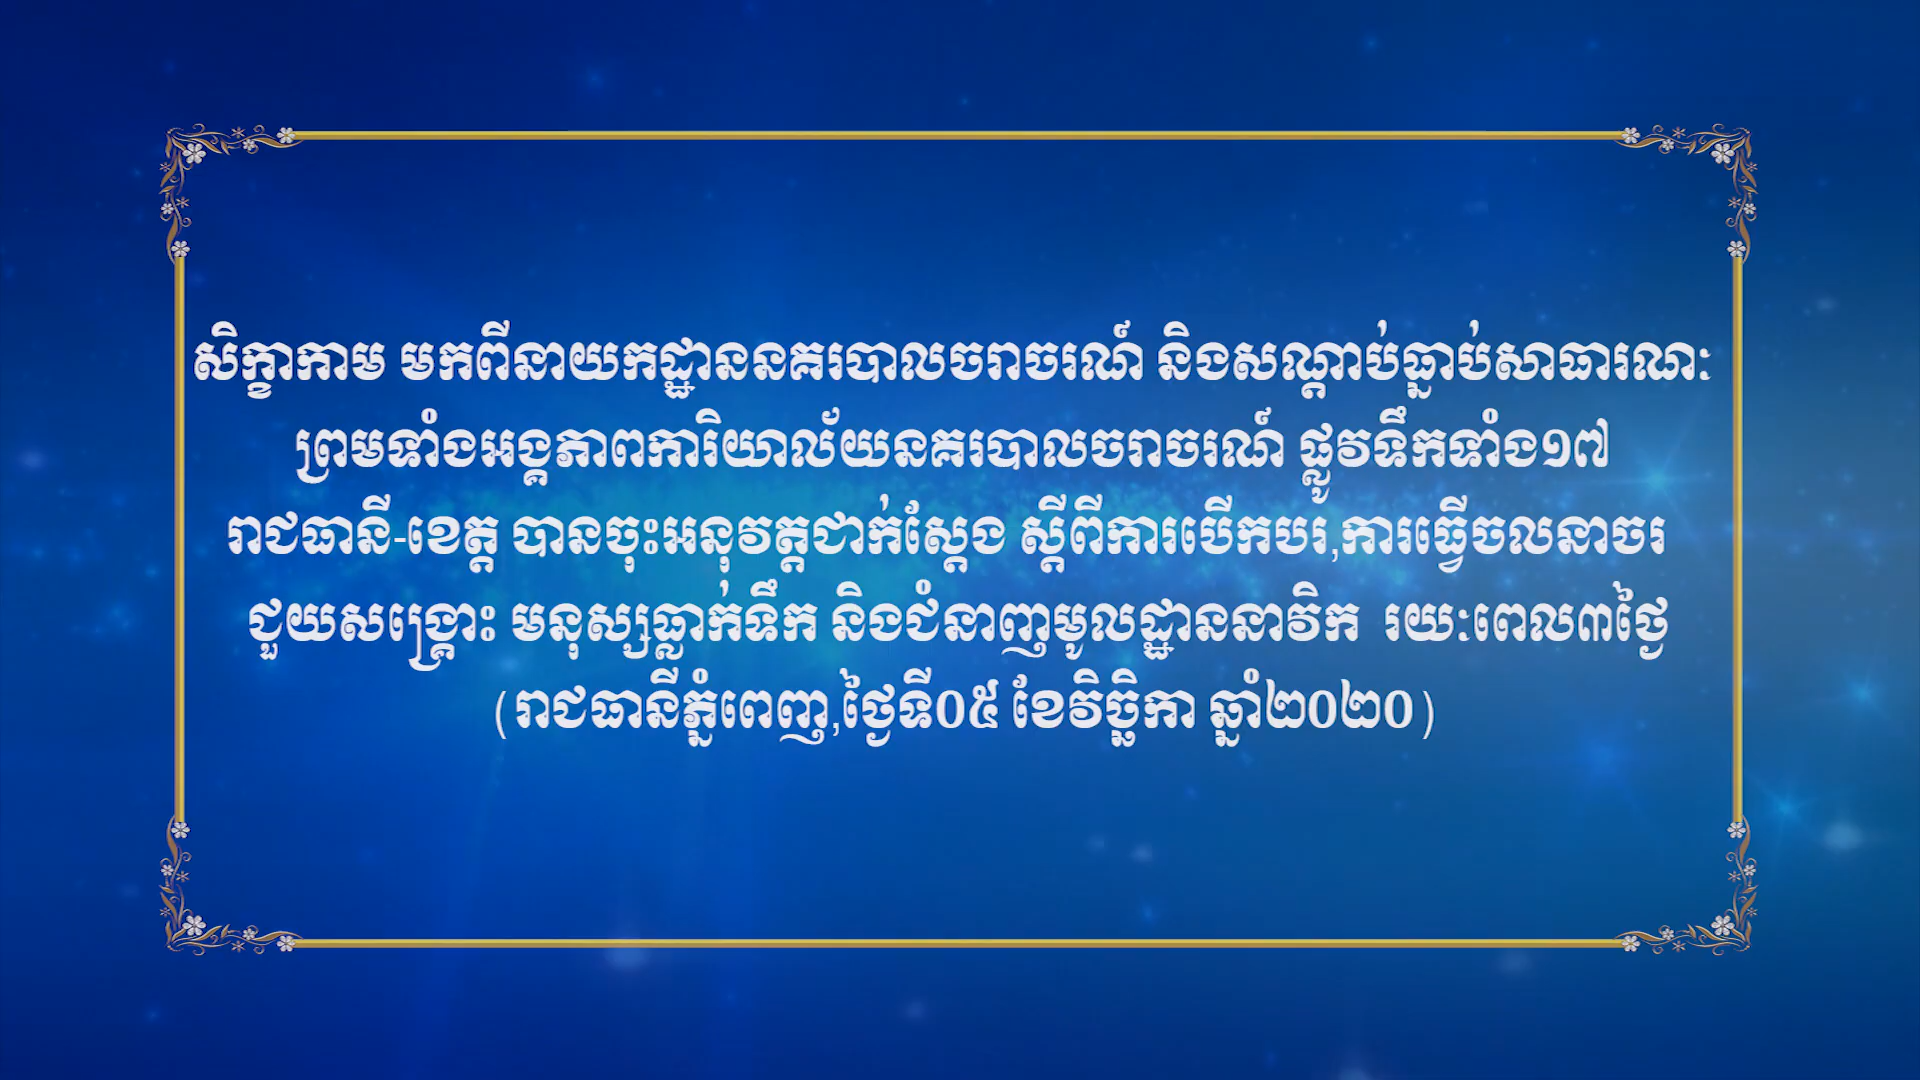 សិក្ខាកាម មកពីនាយកដ្ឋាននគរបាលចរាចរណ៍ និងសណ្ដាប់ធ្នាប់សាធារណៈ
ព្រមទាំងអង្គភាពការិយាល័យនគរបាលចរាចរណ៍ ផ្លូវទឹកទាំង១៧
រាជធានី-ខេត្ត បានចុះអនុវត្តជាក់ស្ដែង ស្ដីពីការបើកបរ,ការធ្វើចលនាចរ
ជួយសង្គ្រោះ មនុស្សធ្លាក់ទឹក និងជំនាញមូលដ្ឋាននាវិក រយៈពេល៣ថ្ងៃ
(រាជធានីភ្នំពេញ,ថ្ងៃទី០៥ ខែវិច្ឆិកា ឆ្នាំ២០២០)